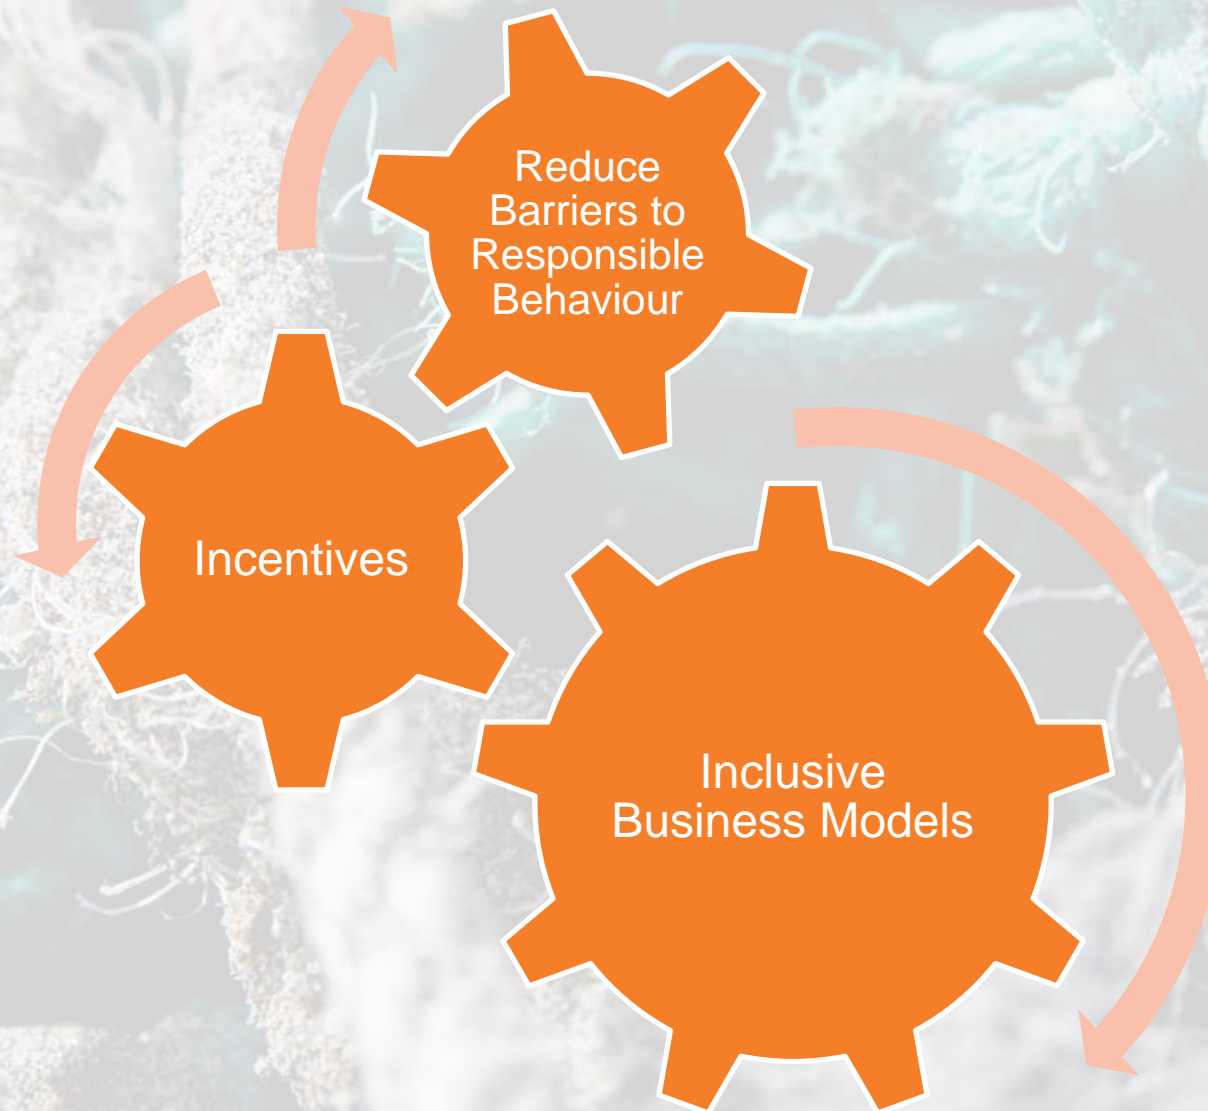 Reduce
Barriers to
Responsible
Behaviour
Incentives
Inclusive
Business Models